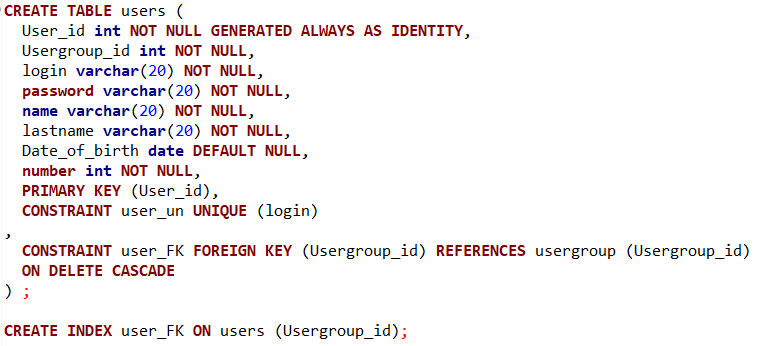 CREATE TABLE users (
User_id int NOT NULL GENERATED ALWAYS AS IDENTITY,
Usergroup_id int NOT NULL,
login varchar(20) NOT NULL,
password varchar(20) NOT NULL,
name varchar(20) NOT NULL,
lastname varchar(20) NOT NULL,
Date_of_birth date DEFAULT NULL,
number int NOT NULL,
PRIMARY KEY (User_id),
CONSTRAINT user_un UNIQUE (login)
,
CONSTRAINT user_FK FOREIGN KEY (Usergroup_id) REFERENCES usergroup (Usergroup_id)
ON DELETE CASCADE
) ;
CREATE INDEX user_FK ON users (Usergroup_id);